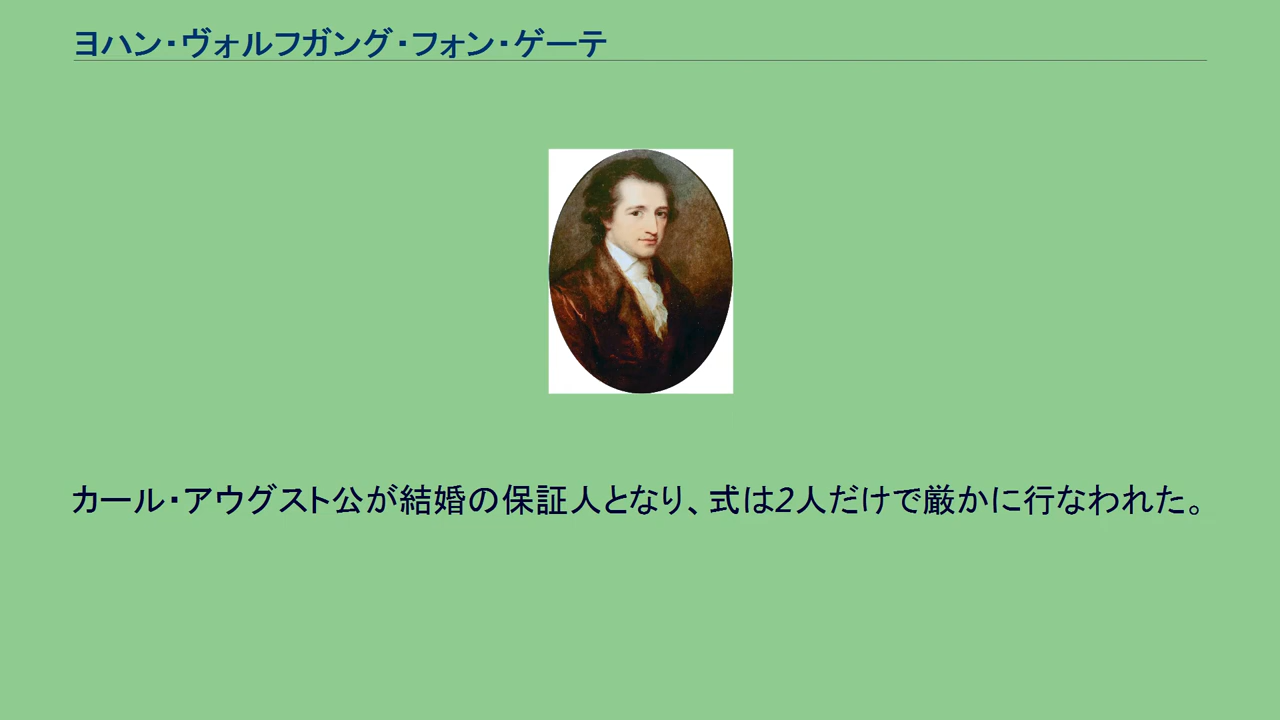 ヨハン・ヴォルフガング・フォン・ゲーテ
カール・アウグスト公が結婚の保証人となり、式は2人だけで厳かに行なわれた。